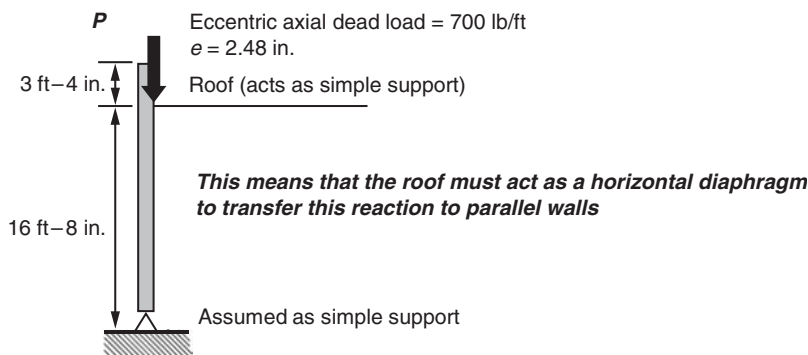 P
Eccentric axial dead load = 700 lb/ft
e = 2.48 in.
3 ft–4 in.
Roof (acts as simple support)
This means that the roof must act as a horizontal diaphragm
to transfer this reaction to parallel walls
16 ft–8 in.
Assumed as simple support